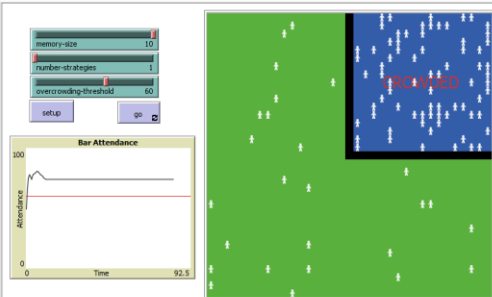 memory-size 10
number-strategies 1
overcrowding-threshold 60
setup
go
CROWDED
Bar Attendance
100
Attendance
0
0 Time 92.5